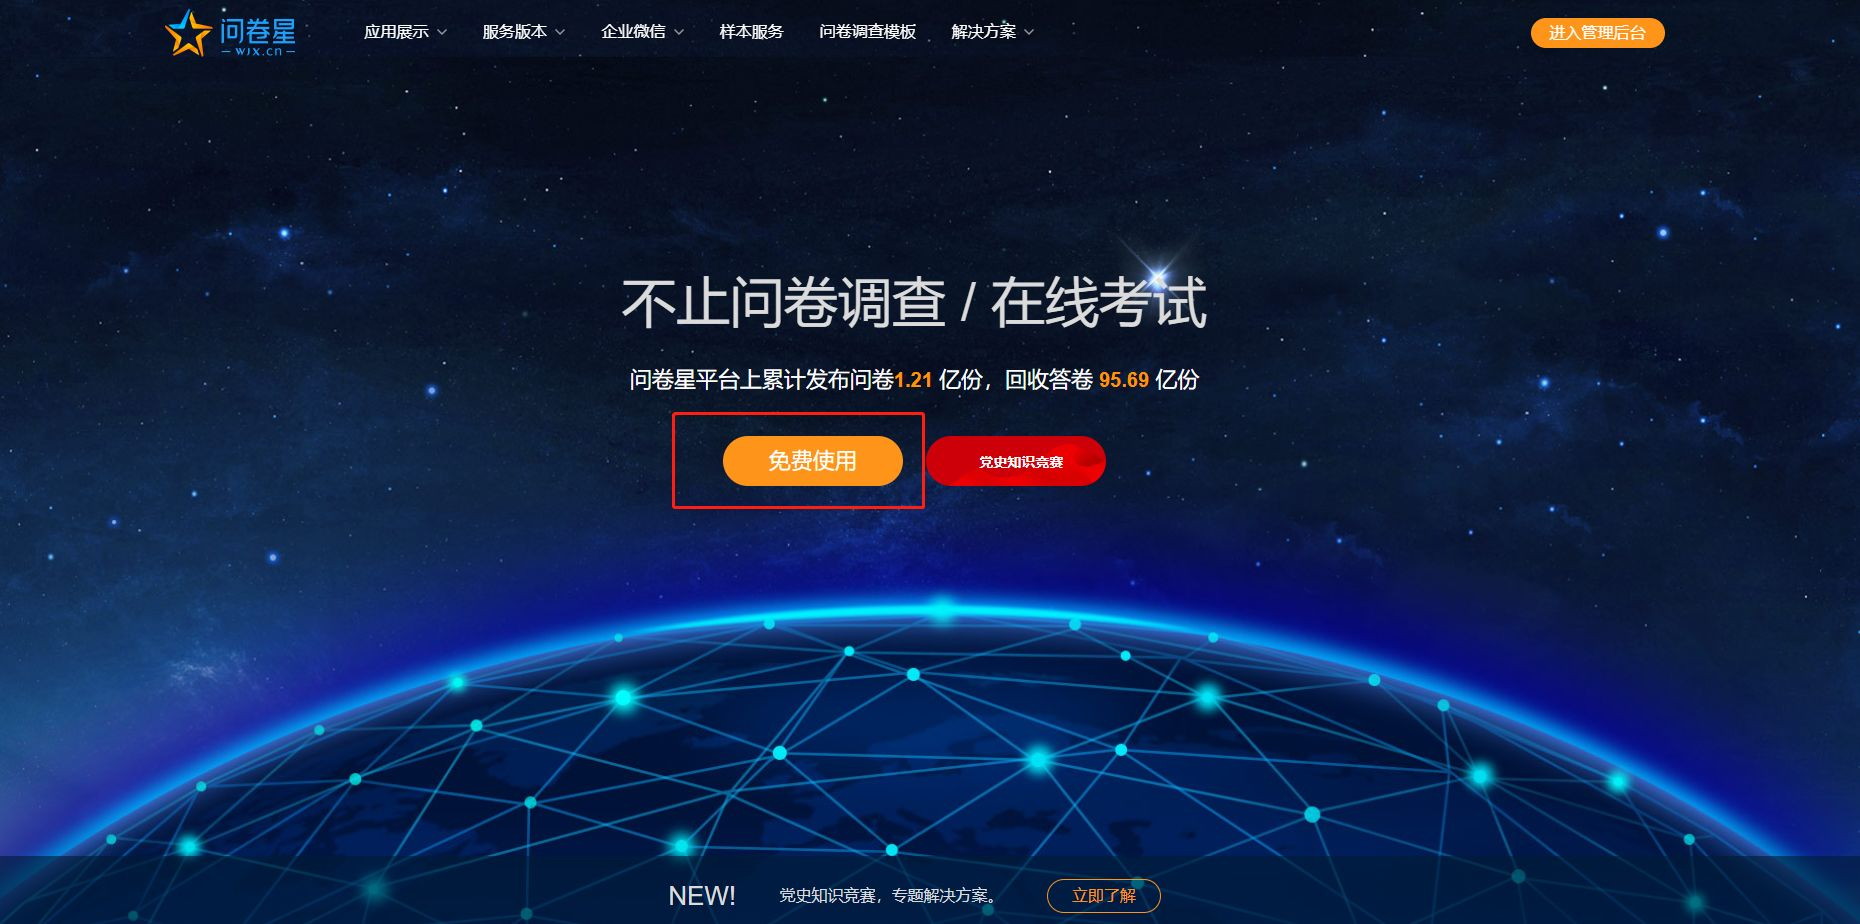 问卷星
WJX.cn
应用展示 服务版本 企业微信 样本服务 问卷调查模板 解决方案 进入管理后台
不止问卷调查 / 在线考试
问卷星平台上累计发布问卷1.21 亿份，回收答卷 95.69 亿份
免费使用 党史知识竞赛
NEW! 党史知识竞赛，专题解决方案。 立即了解